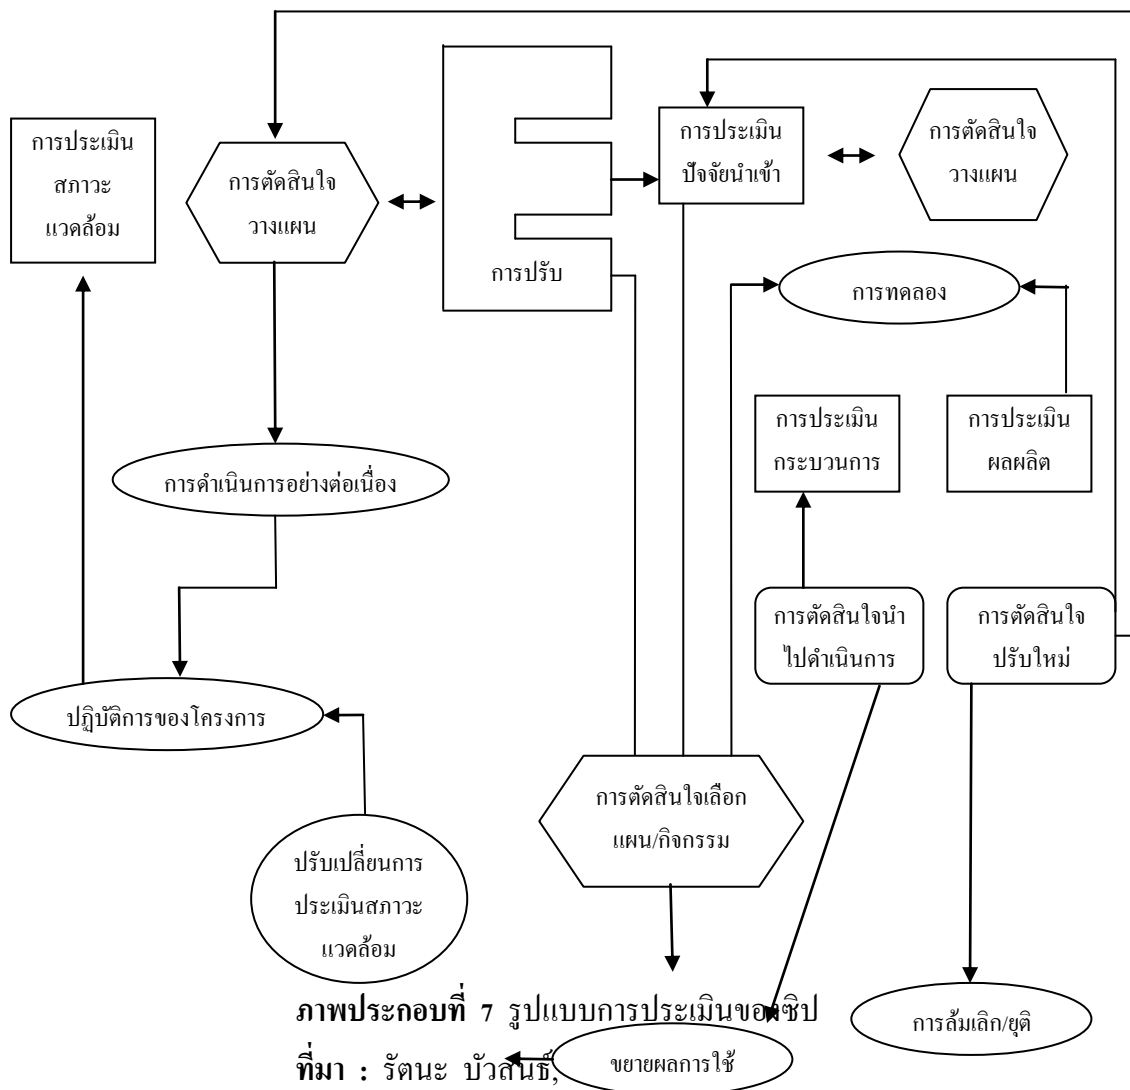 การประเมิน
สภาวะ
แวดล้อม
การตัดสินใจ
วางแผน
การปรับ
การประเมิน
ปัจจัยนำเข้า
การตัดสินใจ
วางแผน
การทดลอง
การประเมิน
กระบวนการ
การประเมิน
ผลผลิต
การดำเนินการอย่างต่อเนื่อง
การตัดสินใจนำ
ไปดำเนินการ
การตัดสินใจ
ปรับใหม่
ปฏิบัติการของโครงการ
การตัดสินใจเลือก
แผน/กิจกรรม
ปรับเปลี่ยนการ
ประเมินสภาวะ
แวดล้อม
ภาพประกอบที่ 7 รูปแบบการประเมินของซิป
ที่มา : รัตนะ บัวสนธ์,
ขยายผลการใช้
การล้มเลิก/ยุติ